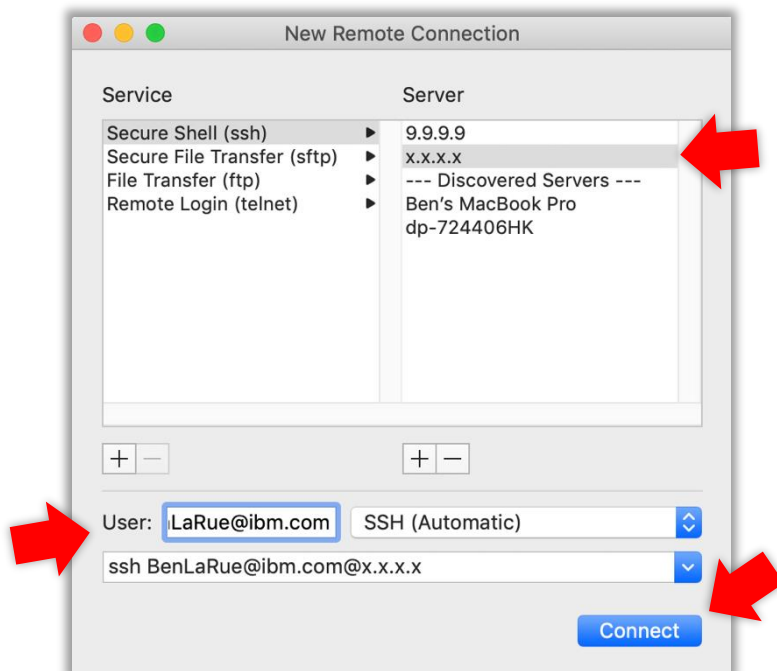 New Remote Connection
Service
Server
Secure Shell (ssh)
Secure File Transfer (sftp)
File Transfer (ftp)
Remote Login (telnet)
9.9.9.9
x.x.x.x
--- Discovered Servers ---
Ben's MacBook Pro
dp-724406HK
User: LaRue@ibm.com SSH (Automatic)
ssh BenLaRue@ibm.com@x.x.x.x
Connect